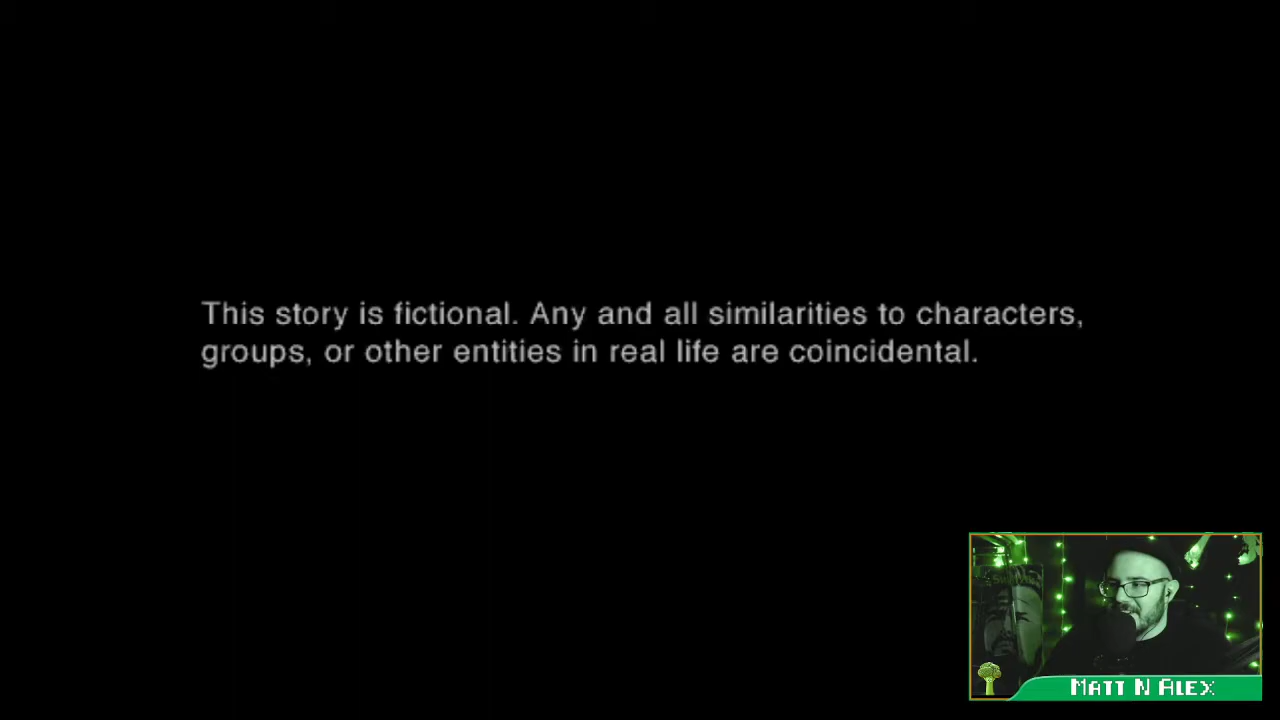 This story is fictional. Any and all similarities to characters,
groups, or other entities in real life are coincidental.
Matt N Alex